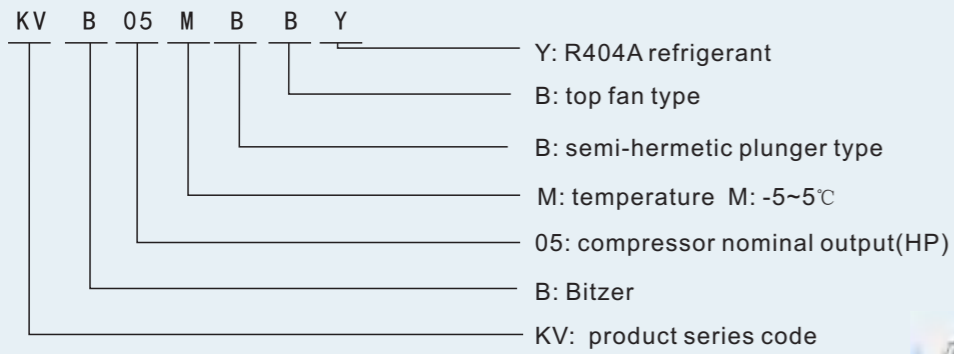 KV B 05 M B B Y
Y: R404A refrigerant
B: top fan type
B: semi-hermetic plunger type
M: temperature M: -5~5℃
05: compressor nominal output(HP)
B: Bitzer
KV: product series code